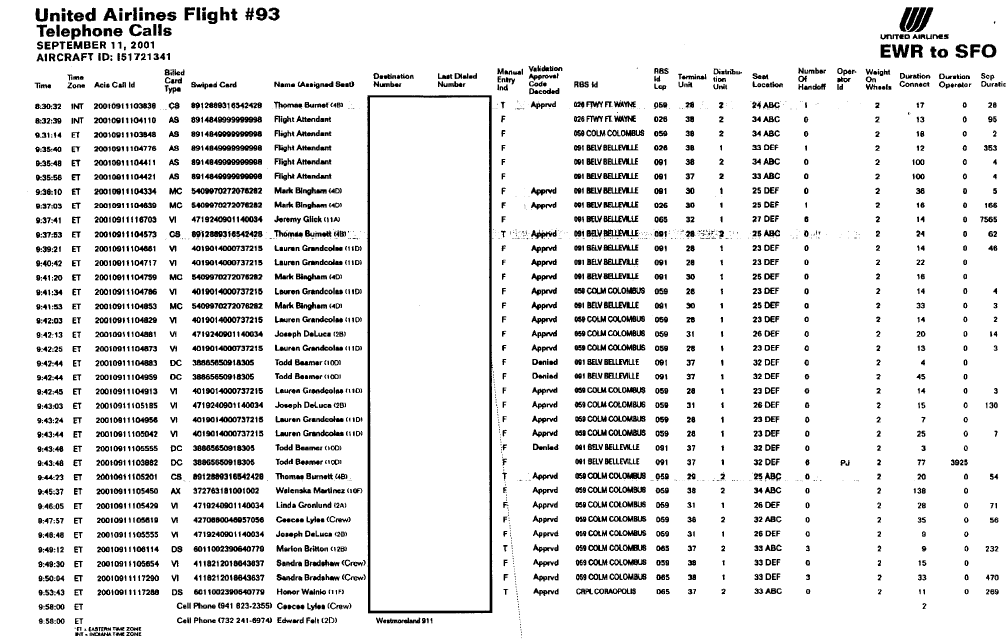 United Airlines Flight #93
Telephone Calls
SEPTEMBER 11, 2001
AIRCRAFT ID: I51721341
UNITED AIRLINES
EWR to SFO
Time Time Zone Acis Call Id Billed Card Type Swiped Card Name (Assigned Seat) Destination Number Last Dialed Number Manual Entry Ind Validation Approval Code Decoded RBS Id RBS Id Lcp Terminal Unit Distribution Unit Seat Location Number Of Handoff Operator Id Weight On Wheels Duration Connect Duration Operator Scp Duratic
8:30:32 INT 20010911103836 CS 8912889316542428 Thomas Burnet (4B) T Apprvd 026 FTWY FT. WAYNE 059 28 2 24 ABC 1 2 17 0 28
8:32:39 INT 20010911104110 AS 8914849999999998 Flight Attendant F 026 FTWY FT. WAYNE 026 38 2 34 ABC 0 2 13 0 95
9:31:14 ET 20010911103848 AS 8914849999999998 Flight Attendant F 059 COLM COLOMBUS 059 38 2 34 ABC 0 2 18 0 2
9:35:40 ET 20010911104776 AS 8914849999999998 Flight Attendant F 091 BELV BELLEVILLE 026 38 1 33 DEF 1 2 12 0 353
9:35:48 ET 20010911104411 AS 8914849999999998 Flight Attendant F 091 BELV BELLEVILLE 091 38 2 34 ABC 0 2 100 0 4
9:35:56 ET 20010911104421 AS 8914849999999998 Flight Attendant F 091 BELV BELLEVILLE 091 37 2 33 ABC 0 2 100 0 4
9:36:10 ET 20010911104334 MC 5409970272076282 Mark Bingham (4D) F Apprvd 091 BELV BELLEVILLE 091 30 1 25 DEF 0 2 36 0 5
9:37:03 ET 20010911104639 MC 5409970272076282 Mark Bingham (4D) F Apprvd 091 BELV BELLEVILLE 026 30 1 25 DEF 1 2 16 0 166
9:37:41 ET 20010911116703 VI 4719240901140034 Jeremy Glick (11A) F 091 BELV BELLEVILLE 065 32 1 27 DEF 6 2 14 0 7565
9:37:53 ET 20010911104573 CS 8912889316542428 Thomas Burnett (4B) T Apprvd 091 BELV BELLEVILLE 091 28 2 25 ABC 0 2 24 0 62
9:39:21 ET 20010911104661 VI 4019014000737215 Lauren Grandcolas (11D) F Apprvd 091 BELV BELLEVILLE 091 28 1 23 DEF 0 2 14 0 46
9:40:42 ET 20010911104717 VI 4019014000737215 Lauren Grandcolas (11D) F Apprvd 091 BELV BELLEVILLE 091 28 1 23 DEF 0 2 22 0
9:41:20 ET 20010911104759 MC 5409970272076282 Mark Bingham (4D) F Apprvd 091 BELV BELLEVILLE 091 30 1 25 DEF 0 2 16 0
9:41:34 ET 20010911104786 VI 4019014000737215 Lauren Grandcolas (11D) F Apprvd 059 COLM COLOMBUS 059 28 1 23 DEF 0 2 14 0 4
9:41:53 ET 20010911104853 MC 5409970272076282 Mark Bingham (4D) F Apprvd 091 BELV BELLEVILLE 091 30 1 25 DEF 0 2 33 0 3
9:42:03 ET 20010911104829 VI 4019014000737215 Lauren Grandcolas (11D) F Apprvd 059 COLM COLOMBUS 059 28 1 23 DEF 0 2 14 0 2
9:42:13 ET 20010911104881 VI 4719240901140034 Joseph DeLuca (2B) F Apprvd 059 COLM COLOMBUS 059 31 1 26 DEF 0 2 20 0 14
9:42:25 ET 20010911104873 VI 4019014000737215 Lauren Grandcolas (11D) F Apprvd 059 COLM COLOMBUS 059 28 1 23 DEF 0 2 13 0 3
9:42:44 ET 20010911104883 DC 38865650918305 Todd Beamer (10D) F Denied 091 BELV BELLEVILLE 091 37 1 32 DEF 0 2 4 0
9:42:44 ET 20010911104959 DC 38865650918305 Todd Beamer (10D) F Denied 091 BELV BELLEVILLE 091 37 1 32 DEF 0 2 45 0
9:42:45 ET 20010911104913 VI 4019014000737215 Lauren Grandcolas (11D) F Apprvd 059 COLM COLOMBUS 059 28 1 23 DEF 0 2 14 0 3
9:43:03 ET 20010911105185 VI 4719240901140034 Joseph DeLuca (2B) F Apprvd 059 COLM COLOMBUS 059 31 1 26 DEF 0 2 15 0 130
9:43:24 ET 20010911104956 VI 4019014000737215 Lauren Grandcolas (11D) F Apprvd 059 COLM COLOMBUS 059 28 1 23 DEF 0 2 7 0
9:43:44 ET 20010911105042 VI 4019014000737215 Lauren Grandcolas (11D) F Apprvd 059 COLM COLOMBUS 059 28 1 23 DEF 0 2 25 0 7
9:43:46 ET 20010911105555 DC 38865650918305 Todd Beamer (10D) F Denied 091 BELV BELLEVILLE 091 37 1 32 DEF 0 2 3 0
9:43:48 ET 20010911103982 DC 38865650918305 Todd Beamer (10D) F 091 BELV BELLEVILLE 091 37 1 32 DEF 6 PJ 2 77 3925
9:44:23 ET 20010911105201 CS 8912889316542428 Thomas Burnett (4B) T Apprvd 059 COLM COLOMBUS 059 29 2 25 ABC 0 2 20 0 54
9:45:37 ET 20010911105450 AX 372763181001002 Walenska Martinez (10F) F Apprvd 059 COLM COLOMBUS 059 38 2 34 ABC 0 2 138 0
9:46:05 ET 20010911105429 VI 4719240901140034 Linda Gronlund (2A) F Apprvd 059 COLM COLOMBUS 059 31 1 26 DEF 0 2 28 0 71
9:47:57 ET 20010911105619 VI 4270880046957056 Ceecee Lyles (Crew) F Apprvd 059 COLM COLOMBUS 059 36 2 32 ABC 0 2 35 0 56
9:48:48 ET 20010911105555 VI 4719240901140034 Joseph DeLuca (2B) F Apprvd 059 COLM COLOMBUS 059 31 1 26 DEF 0 2 9 0
9:49:12 ET 20010911106114 DS 6011002390640779 Marion Britton (12B) T Apprvd 059 COLM COLOMBUS 065 37 2 33 ABC 3 2 9 0 232
9:49:30 ET 20010911105654 VI 4118212018643637 Sandra Bradshaw (Crew) F Apprvd 059 COLM COLOMBUS 059 38 1 33 DEF 0 2 15 0
9:50:04 ET 20010911117290 VI 4118212018643637 Sandra Bradshaw (Crew) F Apprvd 059 COLM COLOMBUS 065 38 1 33 DEF 3 2 33 0 470
9:53:43 ET 20010911117288 DS 6011002390640779 Honor Wainio (11F) T Apprvd CRPL CORAOPOLIS 065 37 2 33 ABC 0 2 11 0 269
9:58:00 ET Cell Phone (941 823-2355) Ceecee Lyles (Crew) 2
9:58:00 ET Cell Phone (732 241-6974) Edward Felt (2D) Westmoreland 911
*ET = EASTERN TIME ZONE
INT = INDIANA TIME ZONE